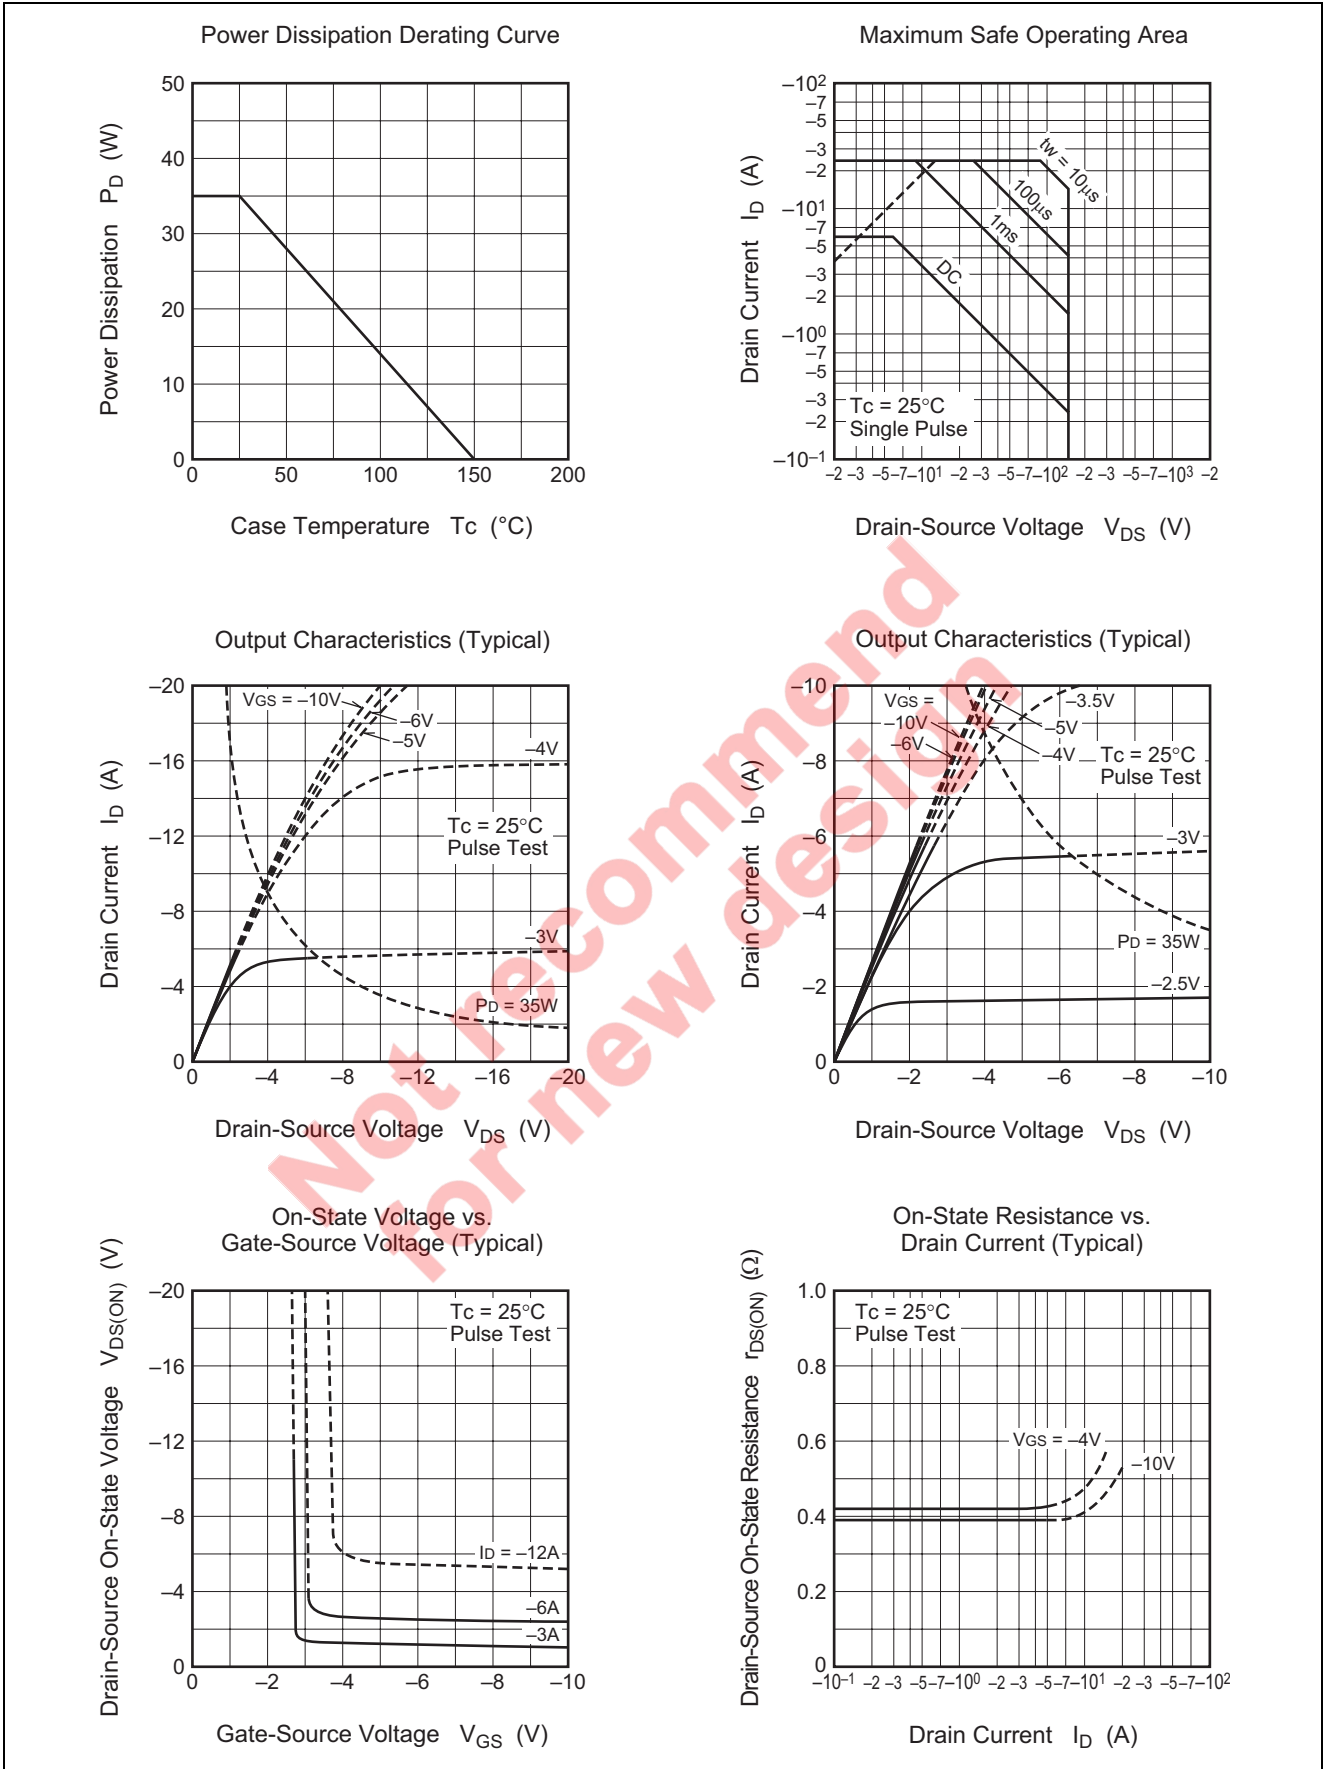 Power Dissipation Derating Curve
Power Dissipation PD (W)
50
40
30
20
10
0
0 50 100 150 200
Case Temperature Tc (°C)
Maximum Safe Operating Area
Drain Current ID (A)
–10²
–7
–5
–3
–2
–10¹
–7
–5
–3
–2
–10⁰
–7
–5
–3
–2
–10⁻¹
tw = 10μs
100μs
1ms
DC
Tc = 25°C
Single Pulse
–2 –3 –5–7–10¹ –2 –3 –5–7–10² –2 –3 –5–7–10³ –2
Drain-Source Voltage VDS (V)
Output Characteristics (Typical)
Drain Current ID (A)
–20
–16
–12
–8
–4
0
VGS = –10V
–6V
–5V
–4V
Tc = 25°C
Pulse Test
–3V
PD = 35W
0 –4 –8 –12 –16 –20
Drain-Source Voltage VDS (V)
Output Characteristics (Typical)
Drain Current ID (A)
–10
–8
–6
–4
–2
0
VGS =
–10V
–6V
–3.5V
–5V
–4V
Tc = 25°C
Pulse Test
–3V
PD = 35W
–2.5V
0 –2 –4 –6 –8 –10
Drain-Source Voltage VDS (V)
Not recommend
for new design
On-State Voltage vs.
Gate-Source Voltage (Typical)
Drain-Source On-State Voltage VDS(ON) (V)
–20
–16
–12
–8
–4
0
Tc = 25°C
Pulse Test
ID = –12A
–6A
–3A
0 –2 –4 –6 –8 –10
Gate-Source Voltage VGS (V)
On-State Resistance vs.
Drain Current (Typical)
Drain-Source On-State Resistance rDS(ON) (Ω)
1.0
0.8
0.6
0.4
0.2
0
Tc = 25°C
Pulse Test
VGS = –4V
–10V
–10⁻¹ –2 –3 –5–7–10⁰ –2 –3 –5–7–10¹ –2 –3 –5–7–10²
Drain Current ID (A)